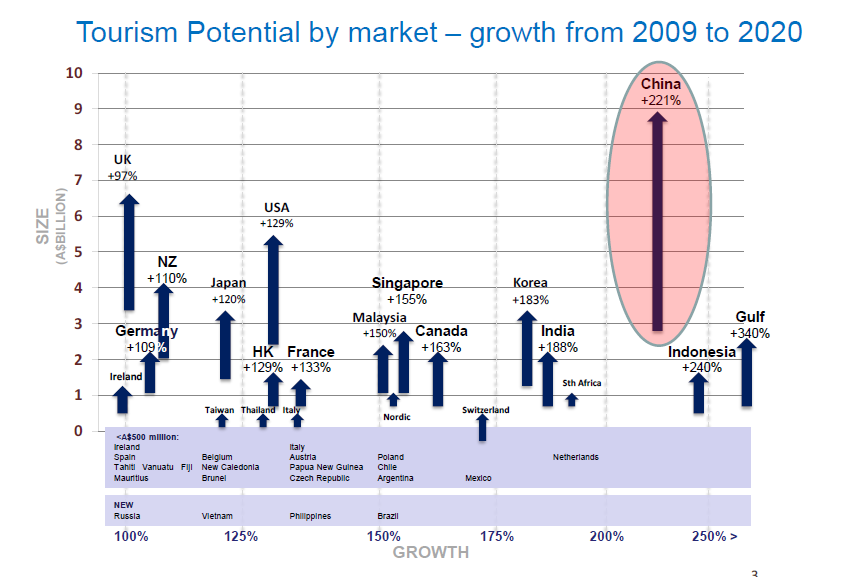 Tourism Potential by market – growth from 2009 to 2020
10
9
8
7
6
5
4
3
2
1
0
SIZE
(A$BILLION)
China
+221%
UK
+97%
USA
+129%
NZ
+110%
Japan
+120%
Singapore
+155%
Korea
+183%
Malaysia
+150%
Germany
+109%
Canada
+163%
India
+188%
Gulf
+340%
HK
+129%
France
+133%
Indonesia
+240%
Ireland
Sth Africa
Taiwan
Thailand
Italy
Nordic
Switzerland
<A$500 million:
Ireland
Italy
Spain Belgium Austria Poland Netherlands
Tahiti Vanuatu Fiji New Caledonia Papua New Guinea Chile
Mauritius Brunei Czech Republic Argentina Mexico
NEW
Russia Vietnam Philippines Brazil
100% 125% 150% 175% 200% 250% >
GROWTH
3